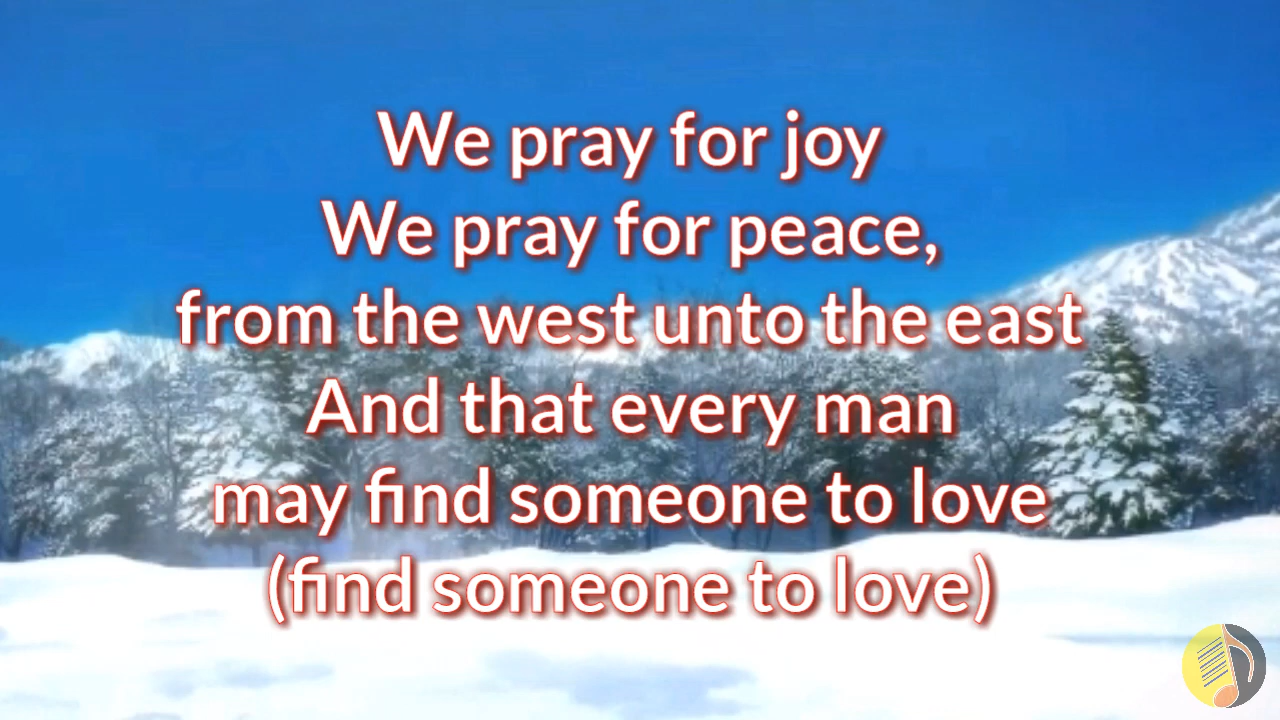 We pray for joy
We pray for peace,
from the west unto the east
And that every man
may find someone to love
(find someone to love)